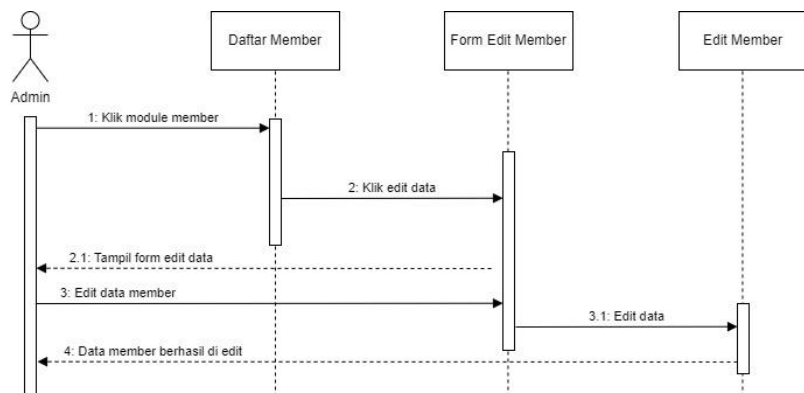 Daftar Member
Form Edit Member
Edit Member
Admin
1: Klik module member
2: Klik edit data
2.1: Tampil form edit data
3: Edit data member
3.1: Edit data
4: Data member berhasil di edit